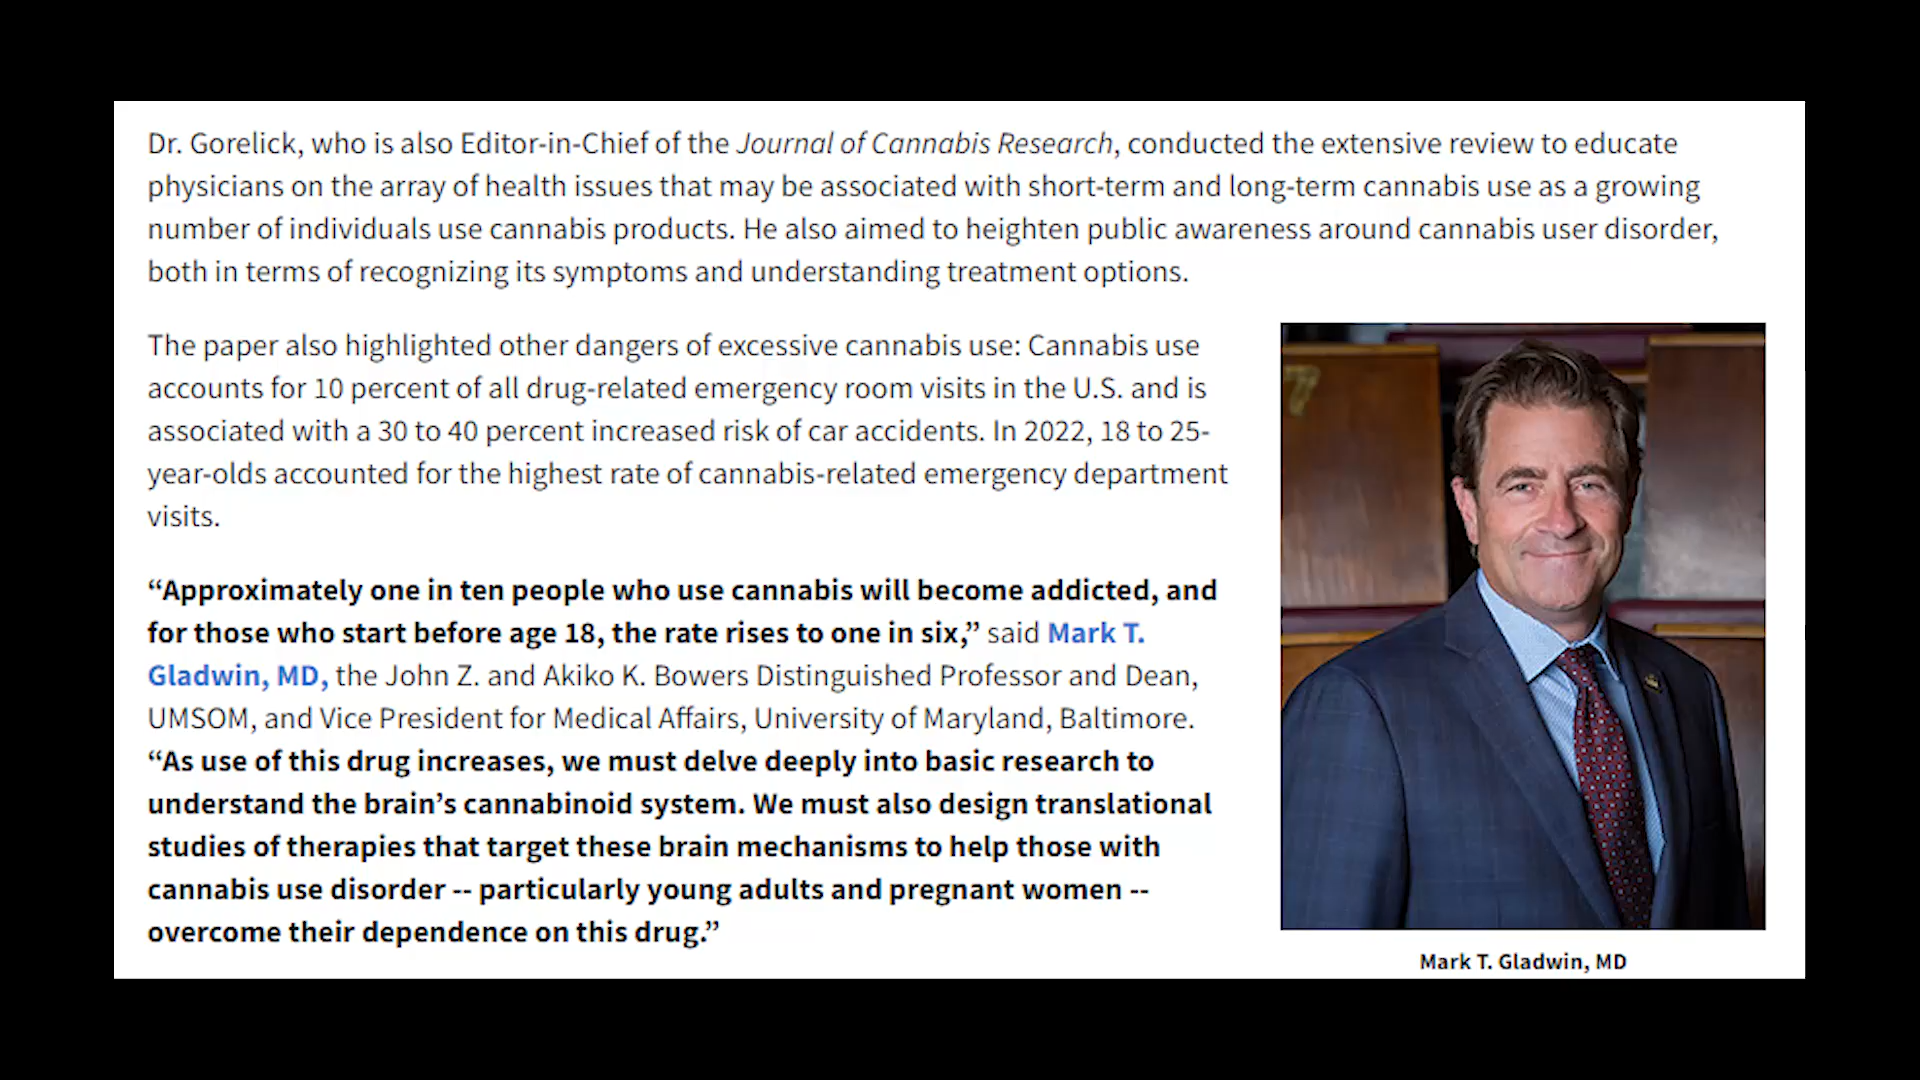 Dr. Gorelick, who is also Editor-in-Chief of the Journal of Cannabis Research, conducted the extensive review to educate
physicians on the array of health issues that may be associated with short-term and long-term cannabis use as a growing
number of individuals use cannabis products. He also aimed to heighten public awareness around cannabis user disorder,
both in terms of recognizing its symptoms and understanding treatment options.
The paper also highlighted other dangers of excessive cannabis use: Cannabis use
accounts for 10 percent of all drug-related emergency room visits in the U.S. and is
associated with a 30 to 40 percent increased risk of car accidents. In 2022, 18 to 25-
year-olds accounted for the highest rate of cannabis-related emergency department
visits.
“Approximately one in ten people who use cannabis will become addicted, and
for those who start before age 18, the rate rises to one in six,” said Mark T.
Gladwin, MD, the John Z. and Akiko K. Bowers Distinguished Professor and Dean,
UMSOM, and Vice President for Medical Affairs, University of Maryland, Baltimore.
“As use of this drug increases, we must delve deeply into basic research to
understand the brain’s cannabinoid system. We must also design translational
studies of therapies that target these brain mechanisms to help those with
cannabis use disorder -- particularly young adults and pregnant women --
overcome their dependence on this drug.”
Mark T. Gladwin, MD